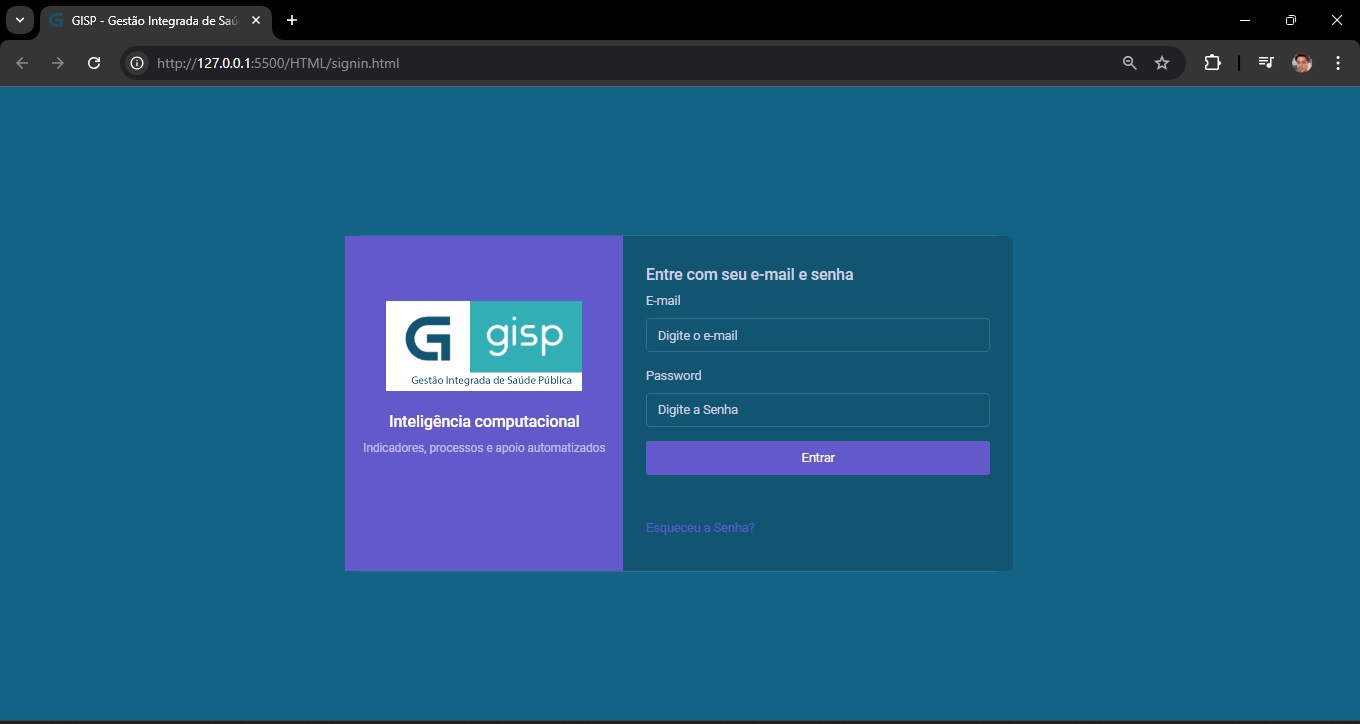 GISP - Gestão Integrada de Saú
http://127.0.0.1:5500/HTML/signin.html
gisp
Gestão Integrada de Saúde Pública
Inteligência computacional
Indicadores, processos e apoio automatizados
Entre com seu e-mail e senha
E-mail
Digite o e-mail
Password
Digite a Senha
Entrar
Esqueceu a Senha?